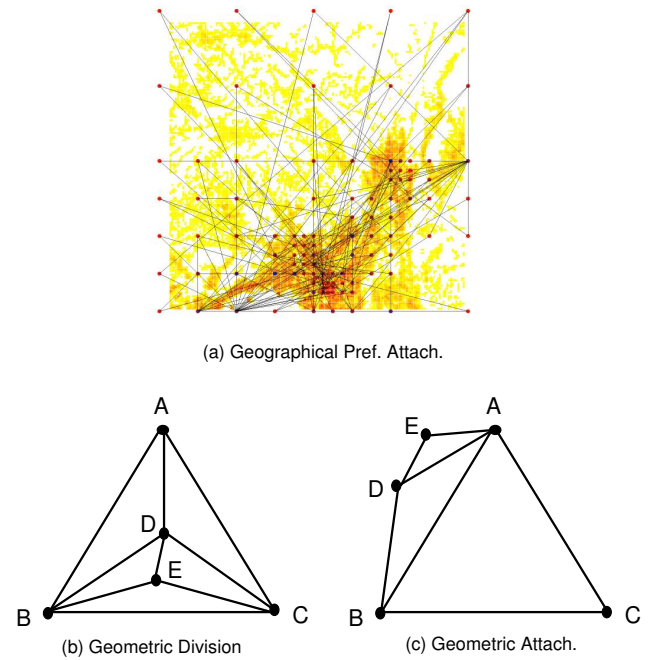 (a) Geographical Pref. Attach.
A
D
E
B
C
(b) Geometric Division
A
E
D
B
C
(c) Geometric Attach.